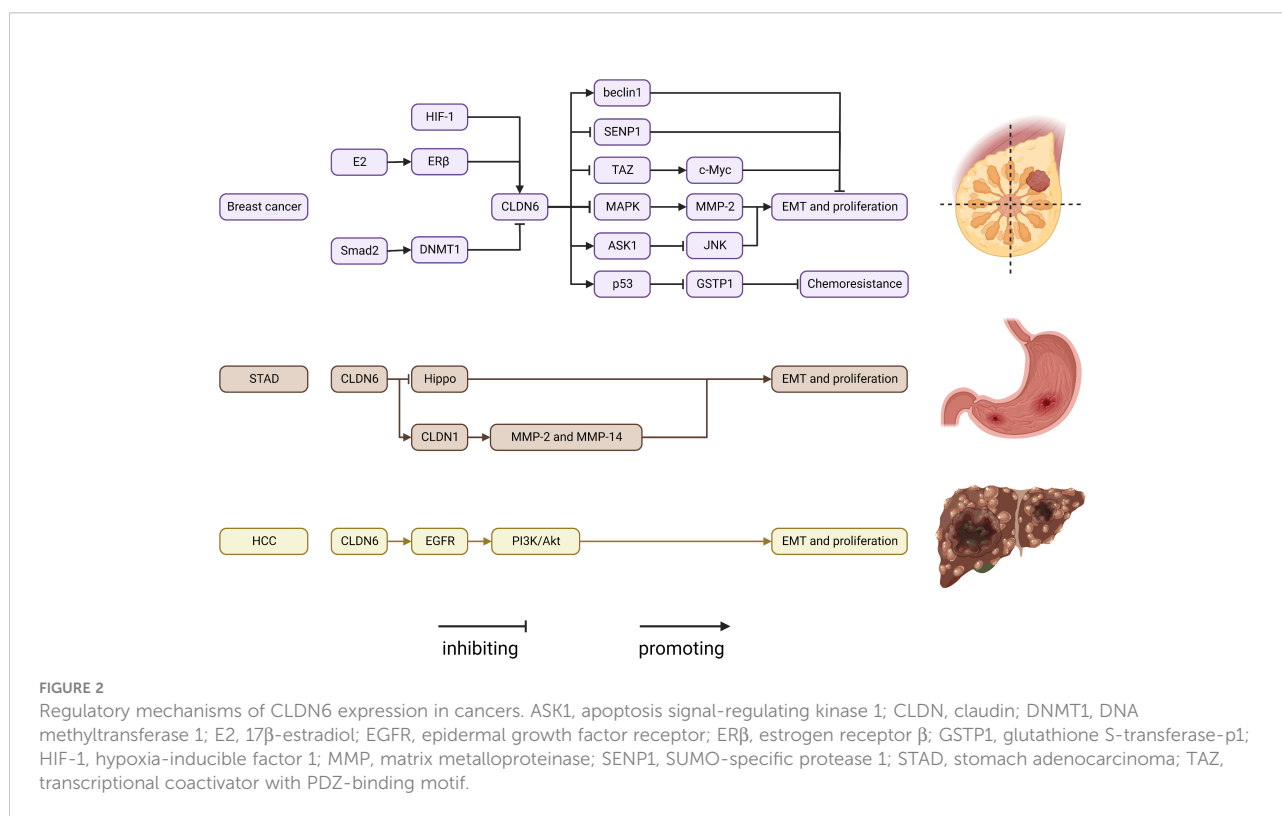 beclin1
HIF-1
SENP1
E2
ERβ
TAZ
c-Myc
Breast cancer
CLDN6
MAPK
MMP-2
EMT and proliferation
Smad2
DNMT1
ASK1
JNK
p53
GSTP1
Chemoresistance
STAD
CLDN6
Hippo
EMT and proliferation
CLDN1
MMP-2 and MMP-14
HCC
CLDN6
EGFR
PI3K/Akt
EMT and proliferation
inhibiting
promoting
FIGURE 2
Regulatory mechanisms of CLDN6 expression in cancers. ASK1, apoptosis signal-regulating kinase 1; CLDN, claudin; DNMT1, DNA
methyltransferase 1; E2, 17β-estradiol; EGFR, epidermal growth factor receptor; ERβ, estrogen receptor β; GSTP1, glutathione S-transferase-p1;
HIF-1, hypoxia-inducible factor 1; MMP, matrix metalloproteinase; SENP1, SUMO-specific protease 1; STAD, stomach adenocarcinoma; TAZ,
transcriptional coactivator with PDZ-binding motif.